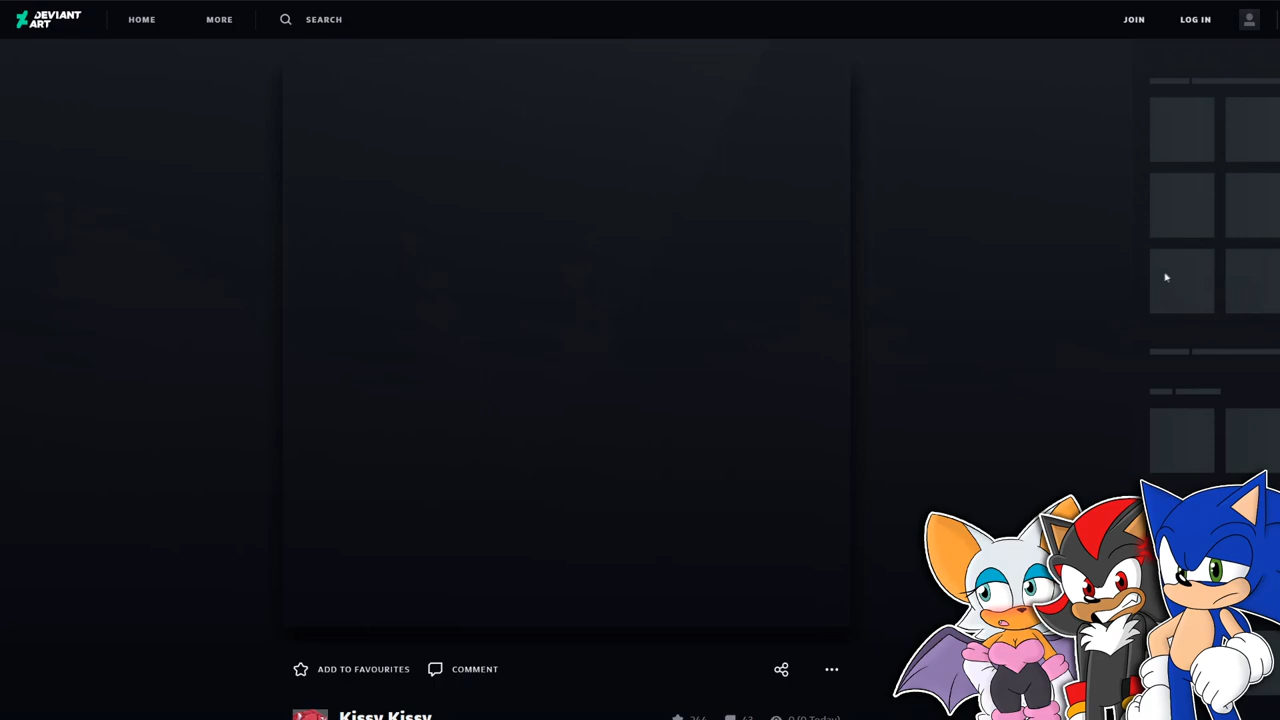 DEVIANT
ART
HOME
MORE
SEARCH
JOIN
LOG IN
ADD TO FAVOURITES
COMMENT
Kissy Kissy